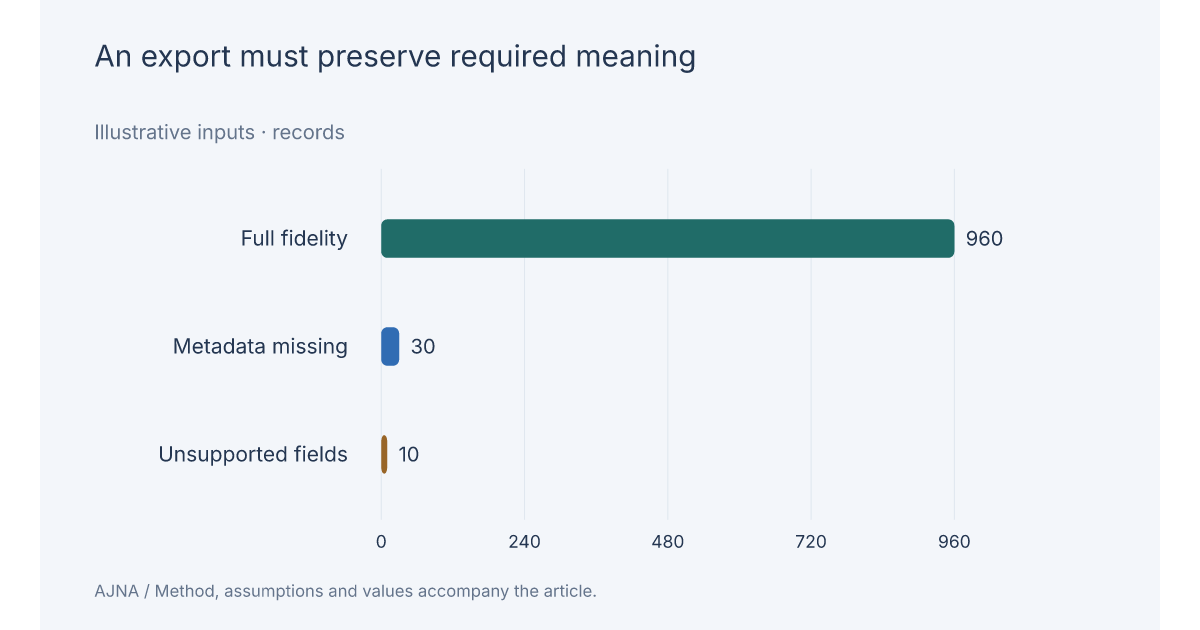 An export must preserve required meaning
Illustrative inputs · records
Full fidelity 960
Metadata missing 30
Unsupported fields 10
0 240 480 720 960
AJNA / Method, assumptions and values accompany the article.